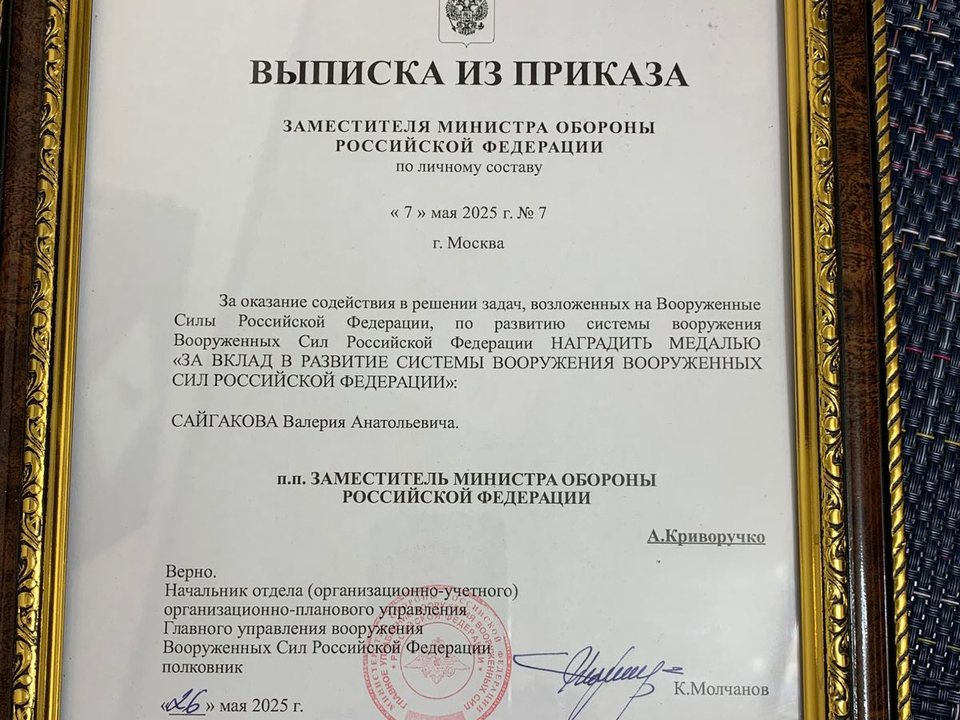 ВЫПИСКА ИЗ ПРИКАЗА
ЗАМЕСТИТЕЛЯ МИНИСТРА ОБОРОНЫ
РОССИЙСКОЙ ФЕДЕРАЦИИ
по личному составу
« 7 » мая 2025 г. № 7
г. Москва
За оказание содействия в решении задач, возложенных на Вооруженные
Силы Российской Федерации, по развитию системы вооружения
Вооруженных Сил Российской Федерации НАГРАДИТЬ МЕДАЛЬЮ
«ЗА ВКЛАД В РАЗВИТИЕ СИСТЕМЫ ВООРУЖЕНИЯ ВООРУЖЕННЫХ
СИЛ РОССИЙСКОЙ ФЕДЕРАЦИИ»:
САЙГАКОВА Валерия Анатольевича.
п.п. ЗАМЕСТИТЕЛЬ МИНИСТРА ОБОРОНЫ
РОССИЙСКОЙ ФЕДЕРАЦИИ
А.Криворучко
Верно.
Начальник отдела (организационно-учетного)
организационно-планового управления
Главного управления вооружения
Вооруженных Сил Российской Федерации
полковник
К.Молчанов
«26» мая 2025 г.